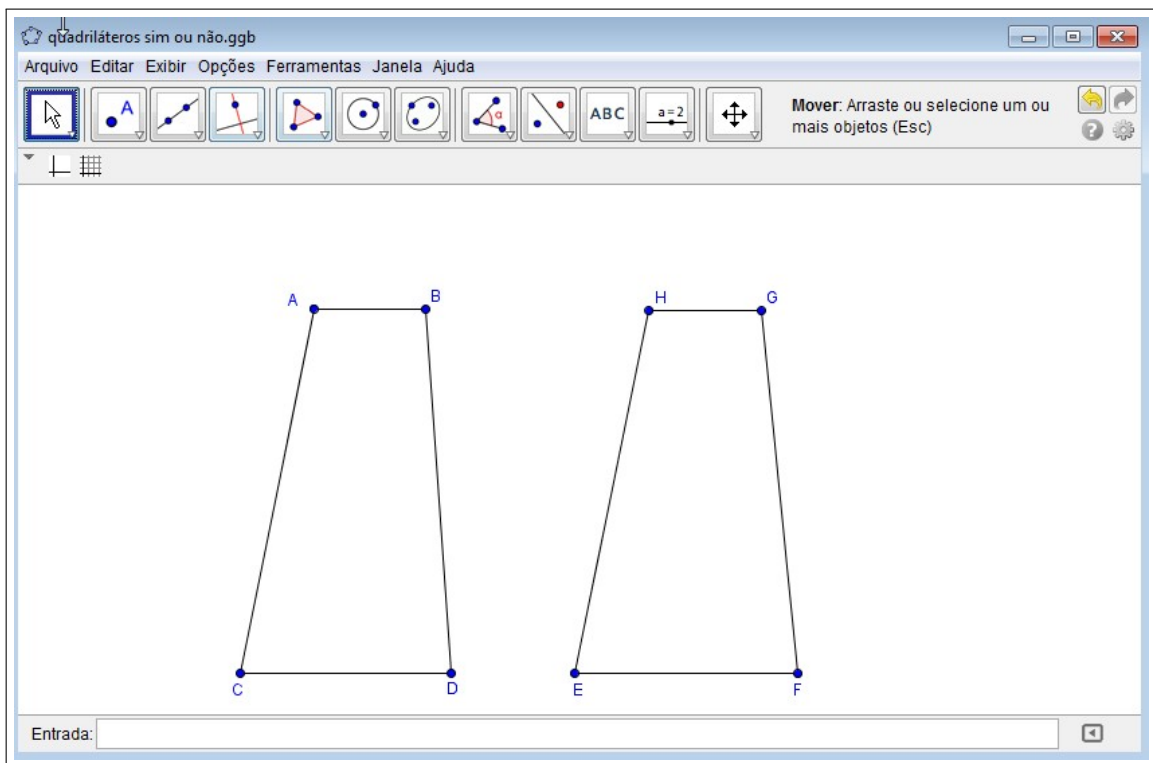 quadriláteros sim ou não.ggb
Arquivo Editar Exibir Opções Ferramentas Janela Ajuda
A
α
ABC
a=2
Mover: Arraste ou selecione um ou
mais objetos (Esc)
A B H G
C D E F
Entrada: